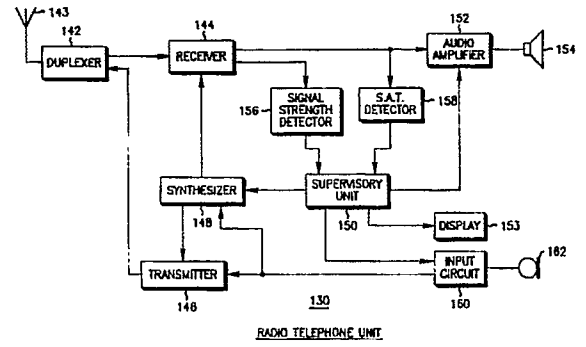 143
142
144
152
DUPLEXER
RECEIVER
AUDIO
AMPLIFIER
154
156
SIGNAL
STRENGTH
DETECTOR
S.A.T.
DETECTOR
158
SYNTHESIZER
148
SUPERVISORY
UNIT
150
DISPLAY
153
TRANSMITTER
146
INPUT
CIRCUIT
160
162
130
RADIO TELEPHONE UNIT